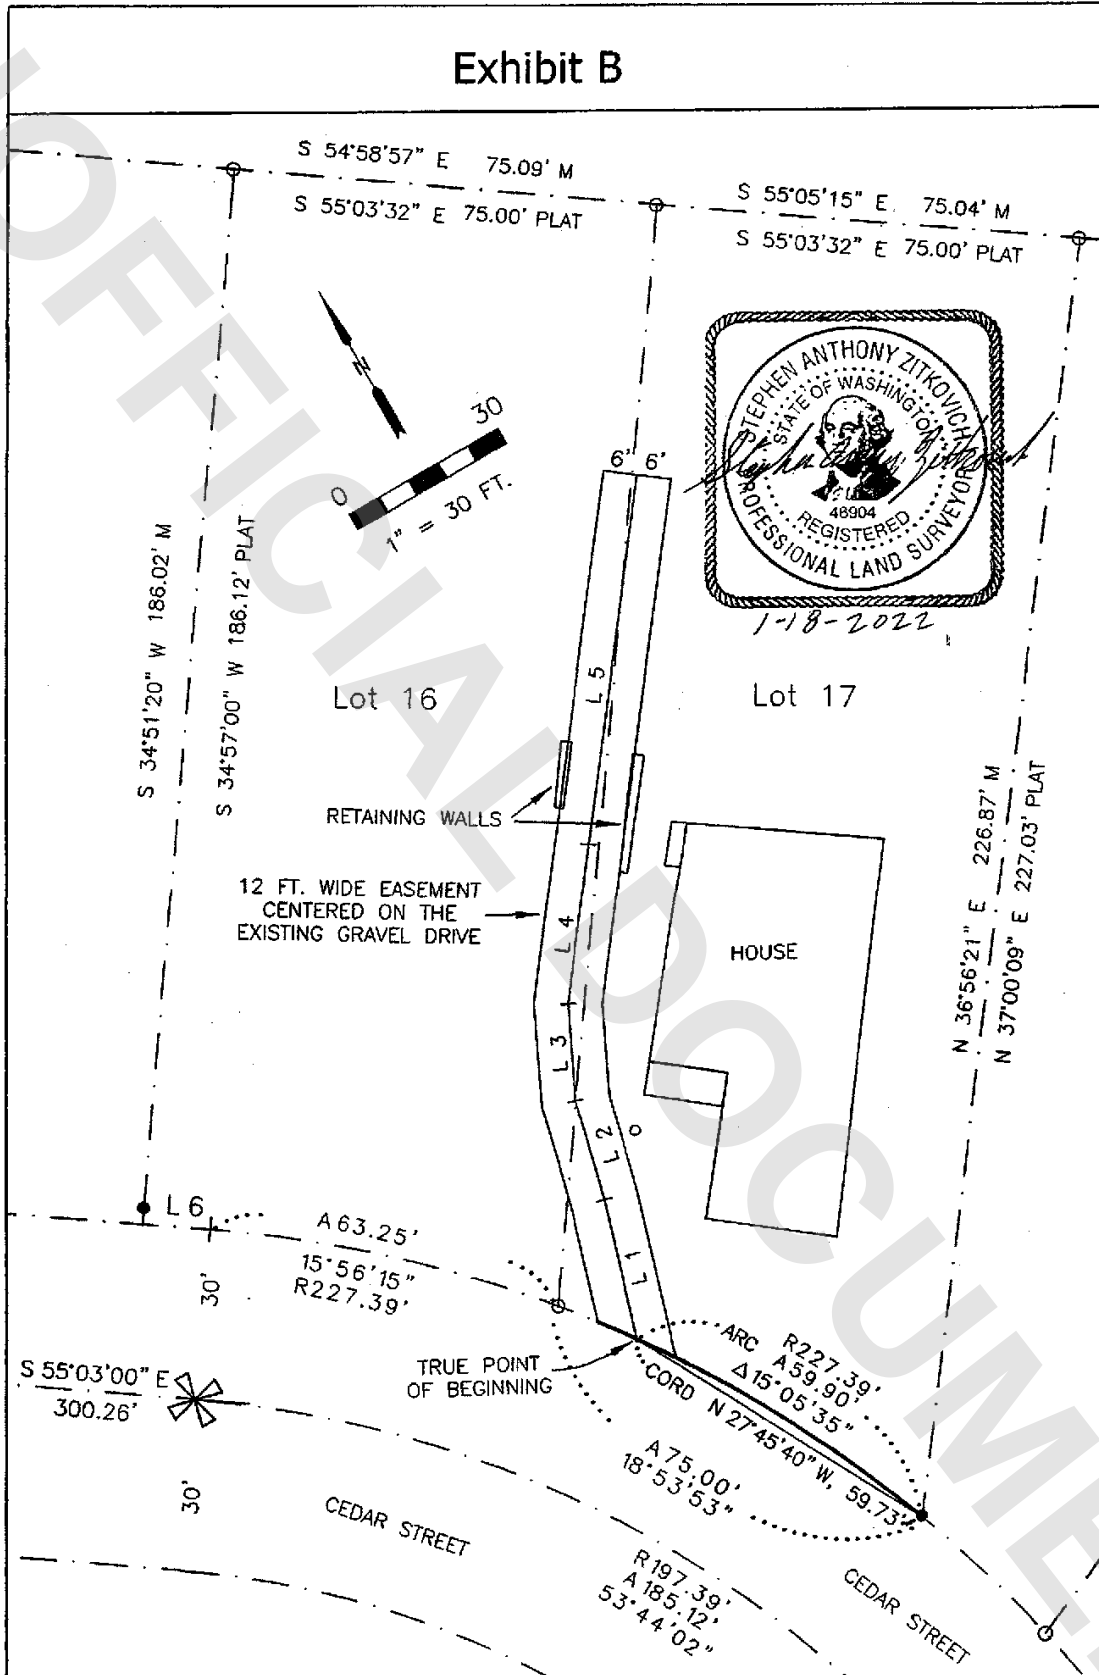 Exhibit B
S 54°58'57" E 75.09' M
S 55°03'32" E 75.00' PLAT
S 55°05'15" E 75.04' M
S 55°03'32" E 75.00' PLAT
N
0
30
1" = 30 FT.
STEPHEN ANTHONY ZITKOVICH
STATE OF WASHINGTON
46904
REGISTERED
PROFESSIONAL LAND SURVEYOR
1-18-2022
6' 6'
S 34°51'20" W 186.02' M
S 34°57'00" W 186.12' PLAT
Lot 16
L 5
Lot 17
RETAINING WALLS
12 FT. WIDE EASEMENT
CENTERED ON THE
EXISTING GRAVEL DRIVE
L 4
HOUSE
N 36°56'21" E 226.87' M
N 37°00'09" E 227.03' PLAT
L 3
L 2
L 1
L 6
A 63.25'
15°56'15"
R227.39'
30'
S 55°03'00" E
300.26'
30'
TRUE POINT
OF BEGINNING
ARC R227.39'
A59.90'
Δ15°05'35"
CORD N 27°45'40" W, 59.73'
A 75.00'
18°53'53"
CEDAR STREET
R197.39'
A 185.12'
53°44'02"
CEDAR STREET
OFFICIAL DOCUME